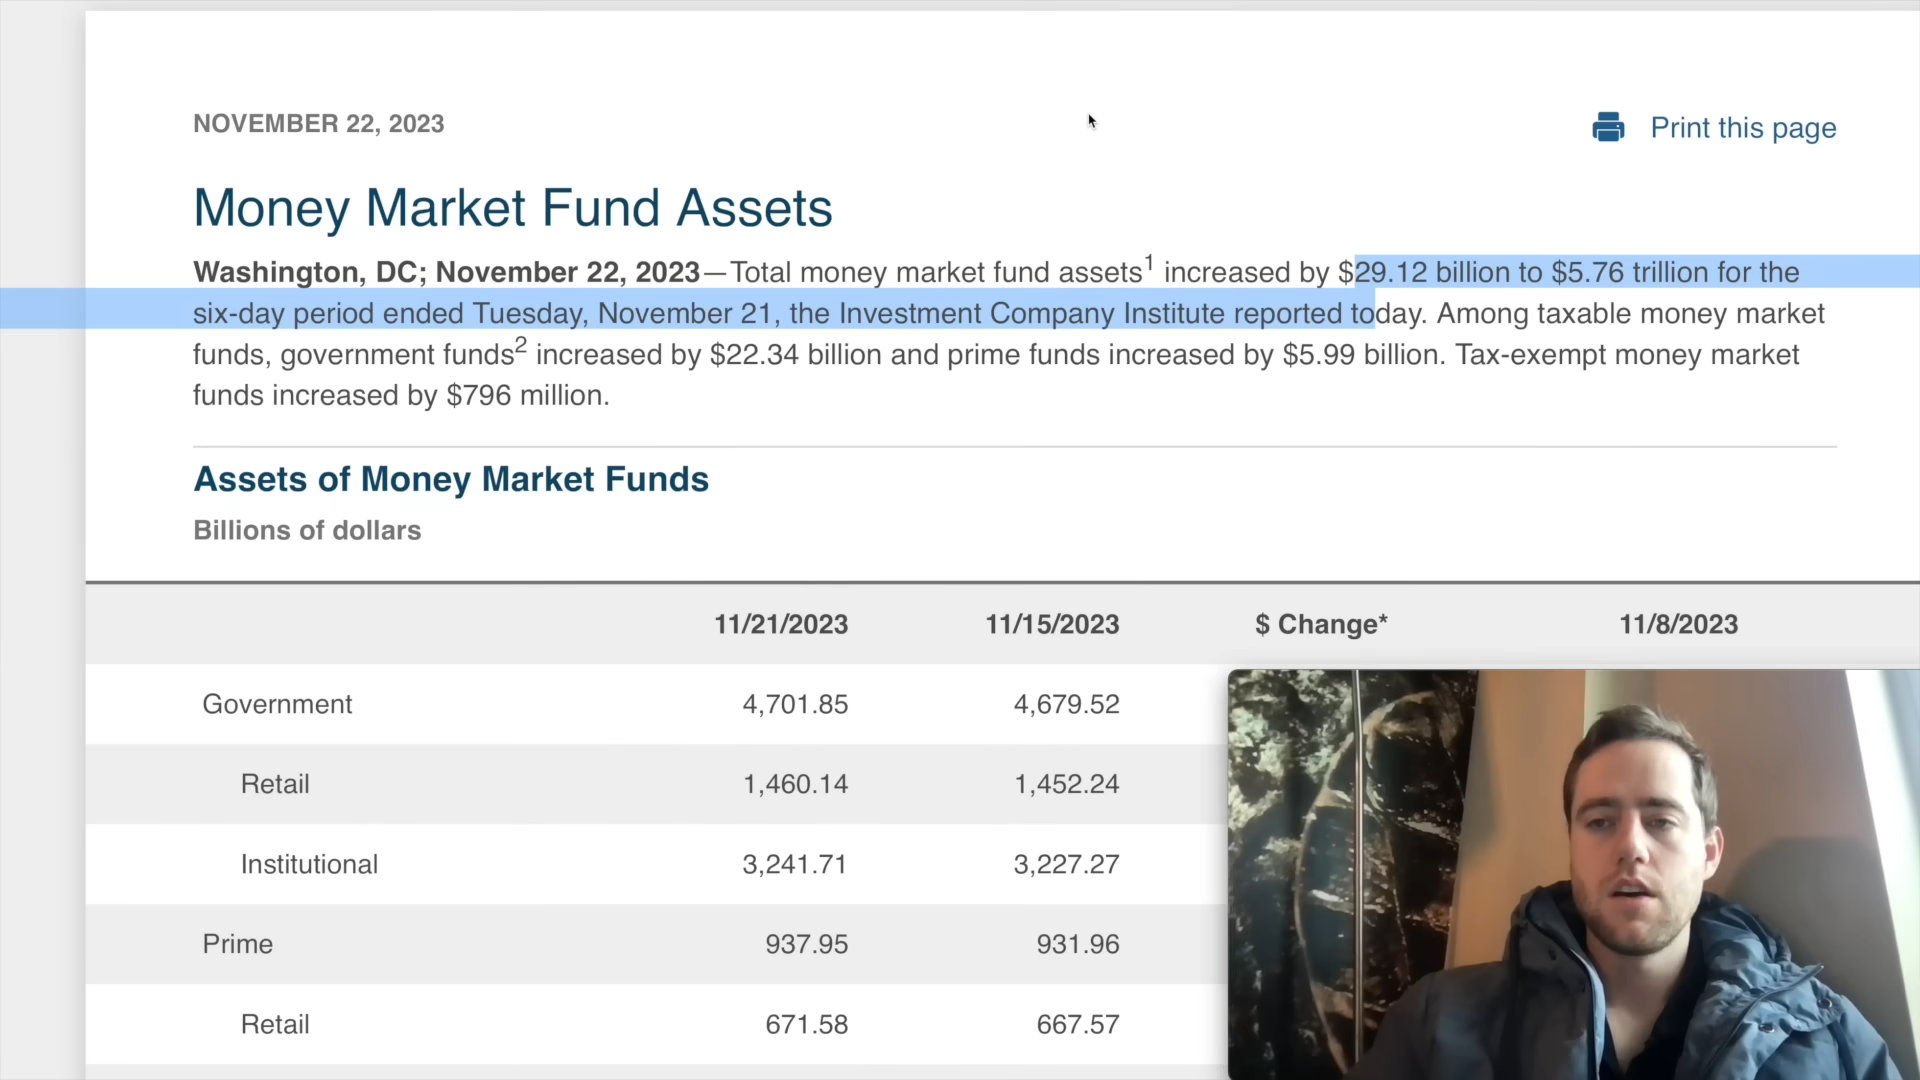 NOVEMBER 22, 2023
Print this page
Money Market Fund Assets
Washington, DC; November 22, 2023—Total money market fund assets1 increased by $29.12 billion to $5.76 trillion for the
six-day period ended Tuesday, November 21, the Investment Company Institute reported today. Among taxable money market
funds, government funds2 increased by $22.34 billion and prime funds increased by $5.99 billion. Tax-exempt money market
funds increased by $796 million.
Assets of Money Market Funds
Billions of dollars
11/21/2023 11/15/2023 $ Change* 11/8/2023
Government 4,701.85 4,679.52
Retail 1,460.14 1,452.24
Institutional 3,241.71 3,227.27
Prime 937.95 931.96
Retail 671.58 667.57